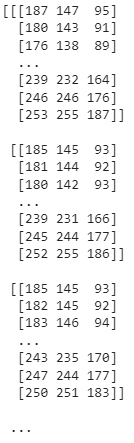 [[[187 147  95]
  [180 143  91]
  [176 138  89]
  ...
  [239 232 164]
  [246 246 176]
  [253 255 187]]

 [[185 145  93]
  [181 144  92]
  [180 142  93]
  ...
  [239 231 166]
  [245 244 177]
  [252 255 186]]

 [[185 145  93]
  [182 145  92]
  [183 146  94]
  ...
  [243 235 170]
  [247 244 177]
  [250 251 183]]

 ...